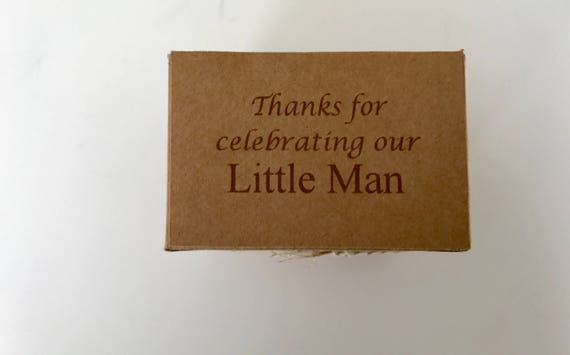 Thanks for
celebrating our
Little Man